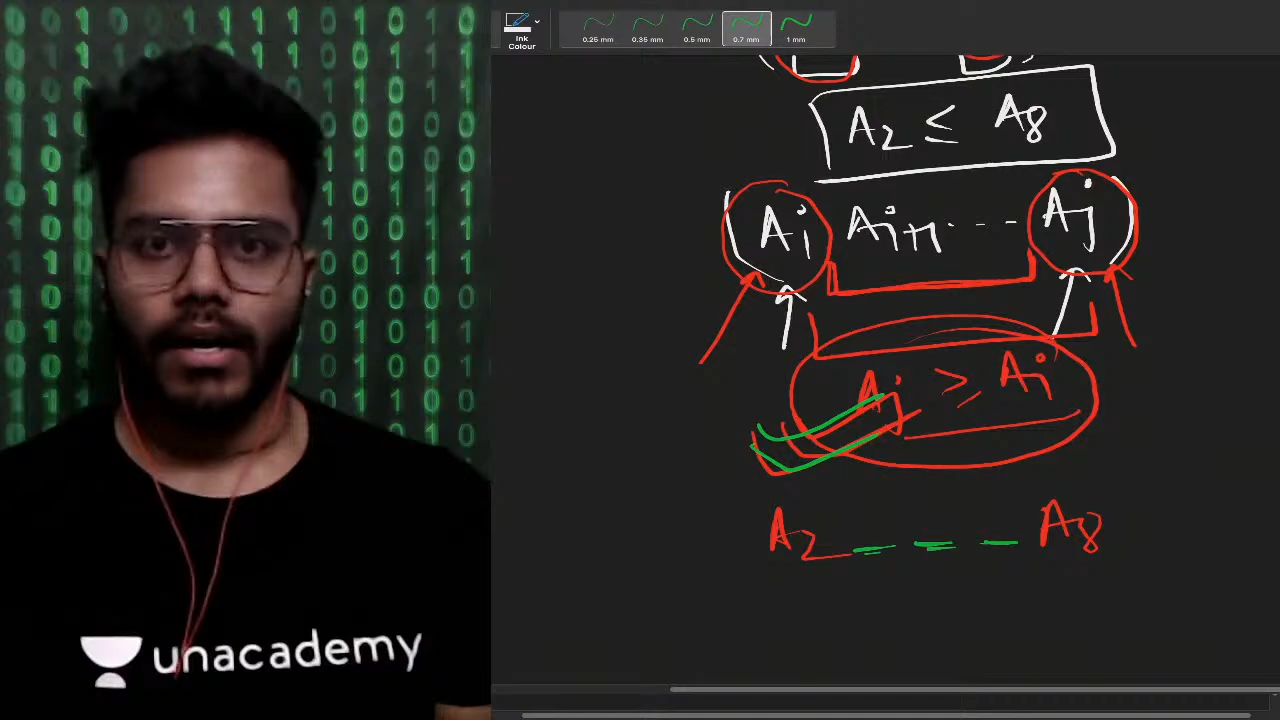 Ink
Colour
0.25 mm
0.35 mm
0.5 mm
0.7 mm
1 mm
A2 ≤ A8
(Ai Ai+1 . - - Aj)
Aj ≥ Ai
A2 _ _ _ _ A8
unacademy